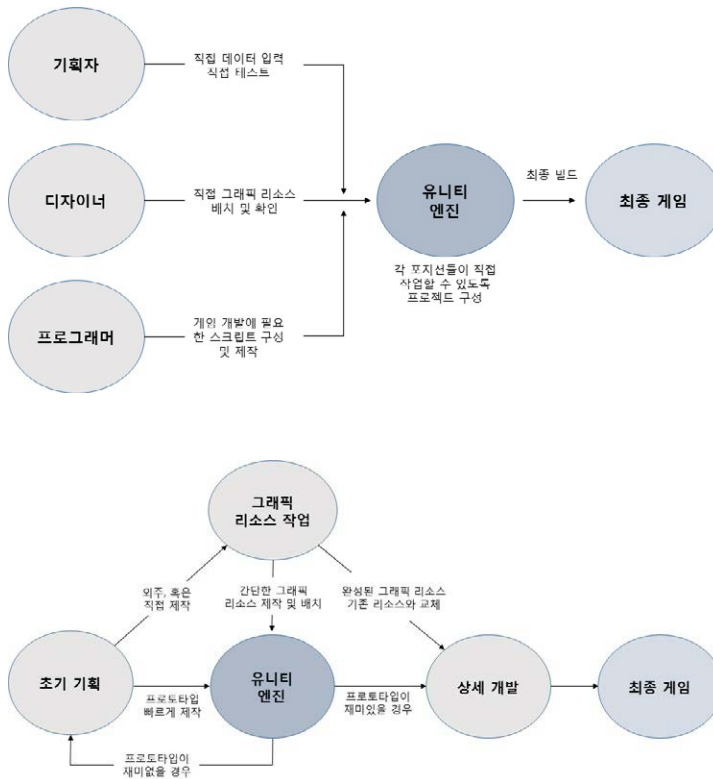 기획자
직접 데이터 입력
직접 테스트
디자이너
직접 그래픽 리소스
배치 및 확인
유니티
엔진
최종 빌드
최종 게임
각 포지션들이 직접
작업할 수 있도록
프로젝트 구성
프로그래머
게임 개발에 필요
한 스크립트 구성
및 제작
그래픽
리소스 작업
외주, 혹은
직접 제작
간단한 그래픽
리소스 제작 및 배치
완성된 그래픽 리소스
기존 리소스와 교체
초기 기획
프로토타입
빠르게 제작
유니티
엔진
프로토타입이
재미있을 경우
상세 개발
최종 게임
프로토타입이
재미없을 경우